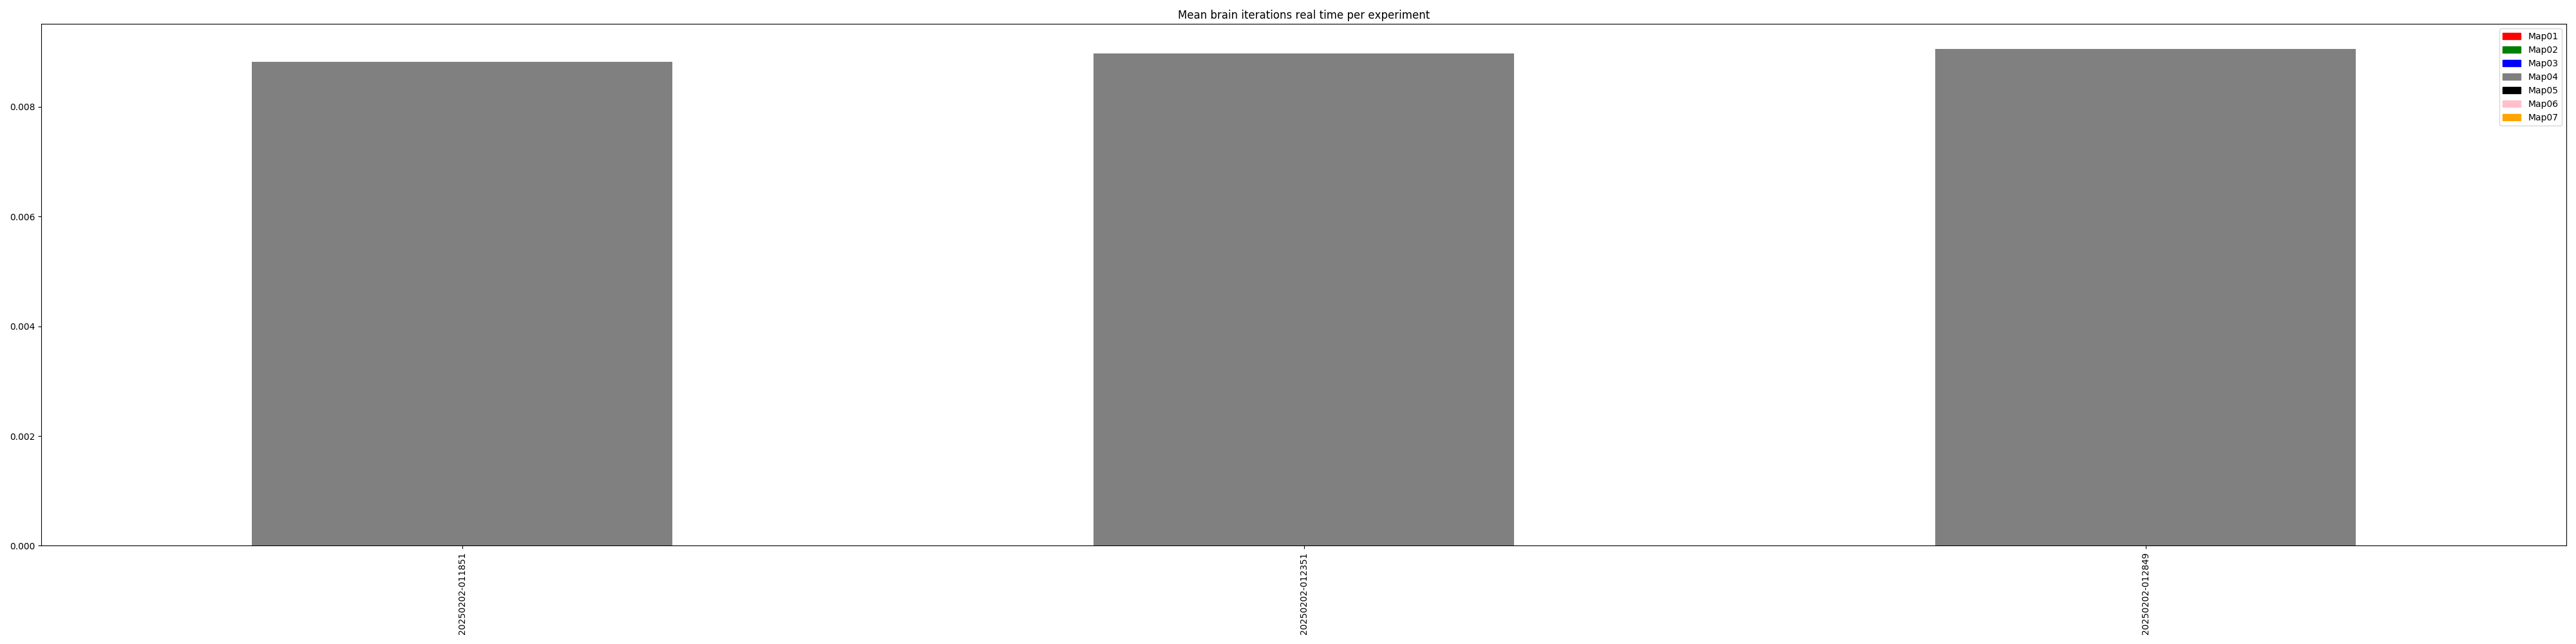 Mean brain iterations real time per experiment
Map01
Map02
Map03
Map04
Map05
Map06
Map07
0.008
0.006
0.004
0.002
0.000
20250202-011851
20250202-012351
20250202-012849